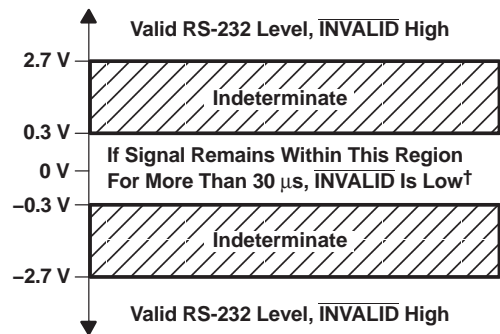 Valid RS-232 Level, INVALID High
2.7 V
Indeterminate
0.3 V
If Signal Remains Within This Region
0 V
For More Than 30 μs, INVALID Is Low†
−0.3 V
Indeterminate
−2.7 V
Valid RS-232 Level, INVALID High